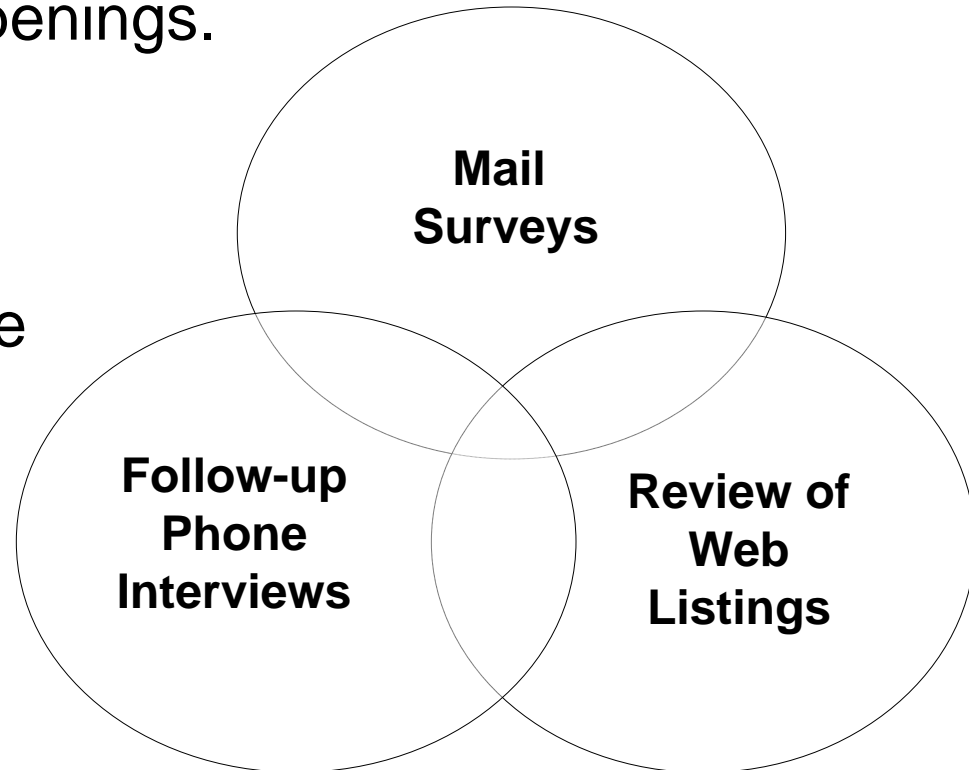 penings.
Mail
Surveys
e
Follow-up
Phone
Interviews
Review of
Web
Listings